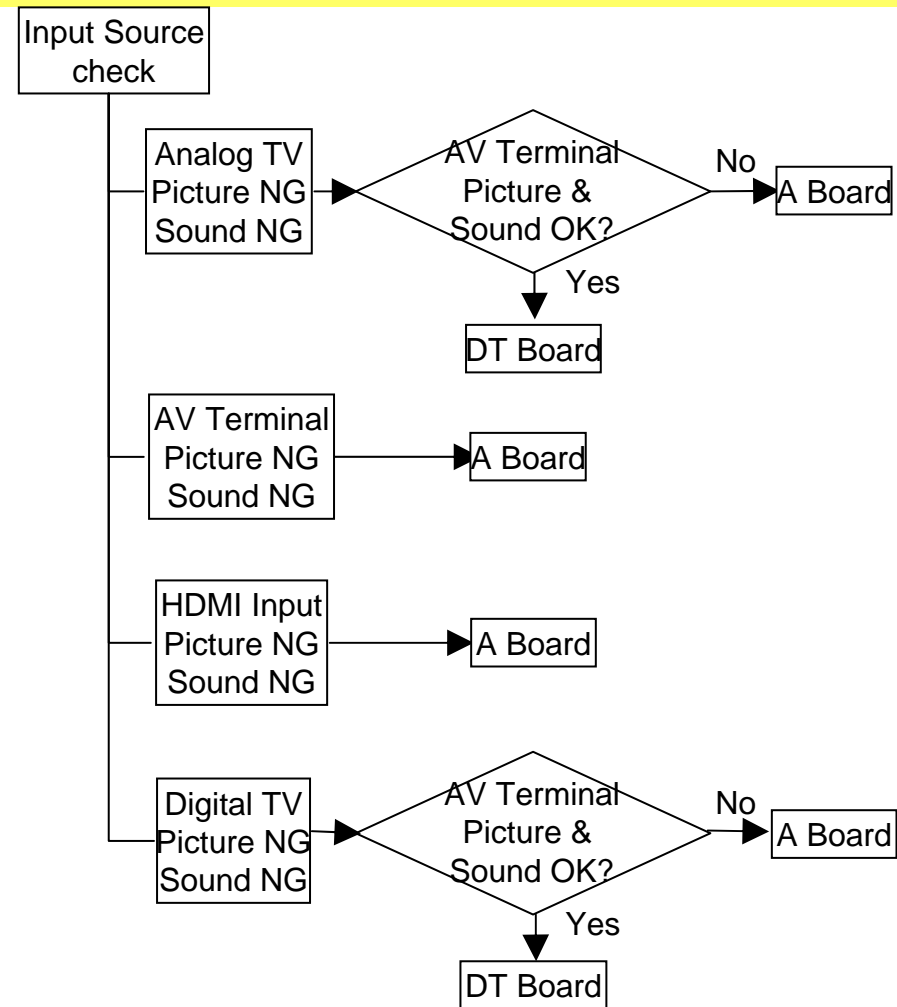 Input Source
check
Analog TV
Picture NG
Sound NG
AV Terminal
Picture &
Sound OK?
No
A Board
Yes
DT Board
AV Terminal
Picture NG
Sound NG
A Board
HDMI Input
Picture NG
Sound NG
A Board
Digital TV
Picture NG
Sound NG
AV Terminal
Picture &
Sound OK?
No
A Board
Yes
DT Board